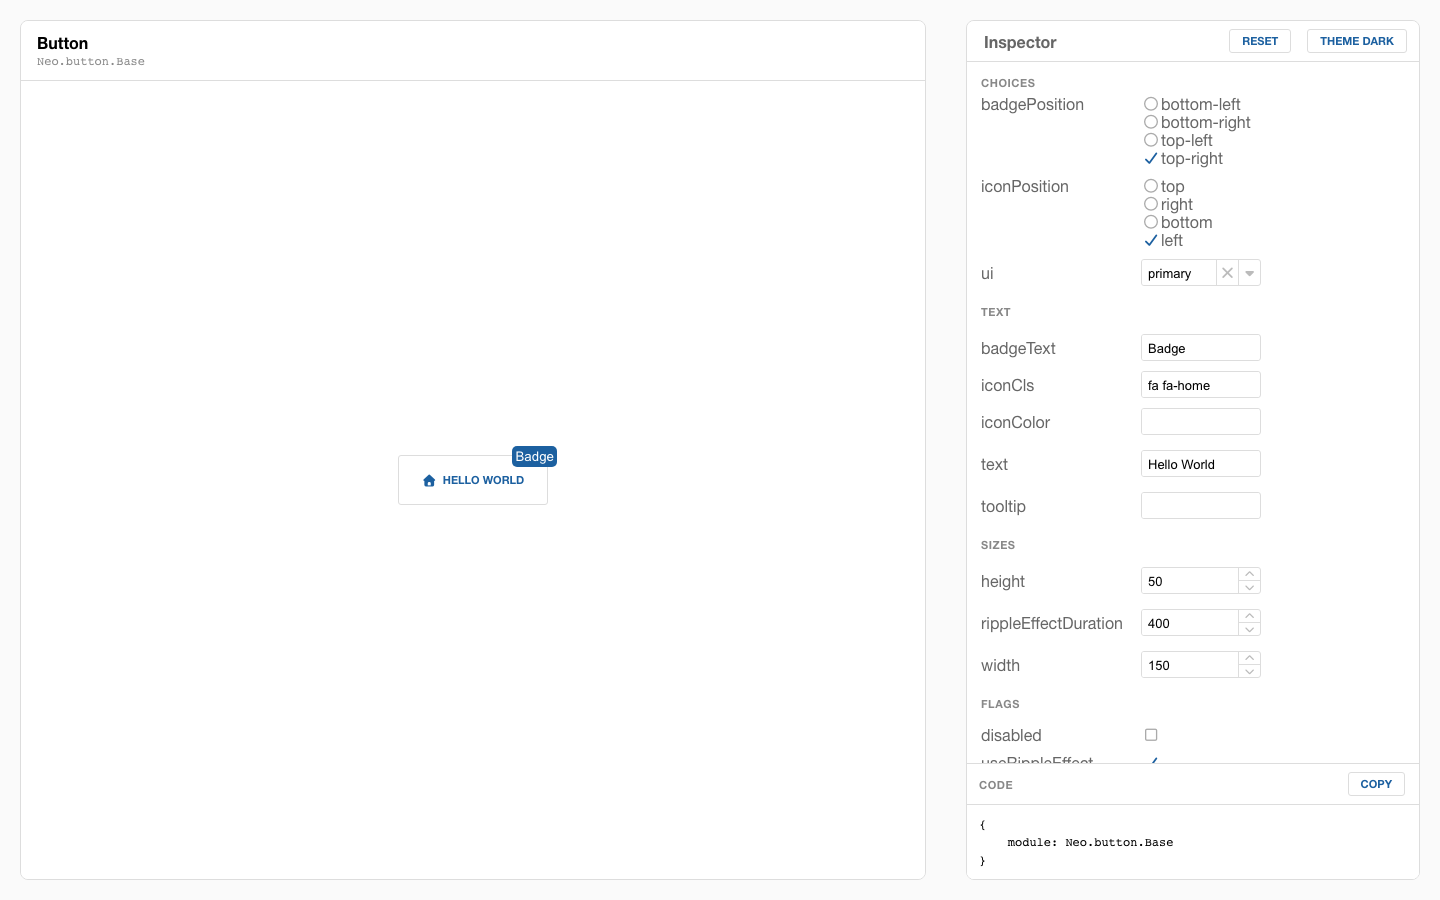 Button
Neo.button.Base
Badge
HELLO WORLD
Inspector
RESET
THEME DARK
CHOICES
badgePosition
bottom-left
bottom-right
top-left
top-right
iconPosition
top
right
bottom
left
ui
primary
TEXT
badgeText
Badge
iconCls
fa fa-home
iconColor
text
Hello World
tooltip
SIZES
height
50
rippleEffectDuration
400
width
150
FLAGS
disabled
useRippleEffect
CODE
COPY
{
module: Neo.button.Base
}